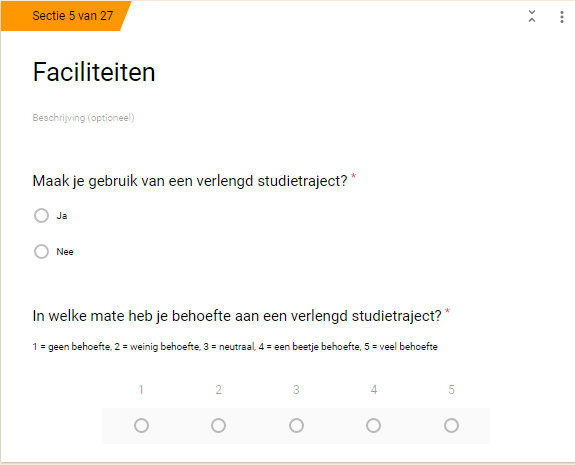 Sectie 5 van 27
Faciliteiten
Beschrijving (optioneel)
Maak je gebruik van een verlengd studietraject? *
Ja
Nee
In welke mate heb je behoefte aan een verlengd studietraject? *
1 = geen behoefte, 2 = weinig behoefte, 3 = neutraal, 4 = een beetje behoefte, 5 = veel behoefte
1 2 3 4 5